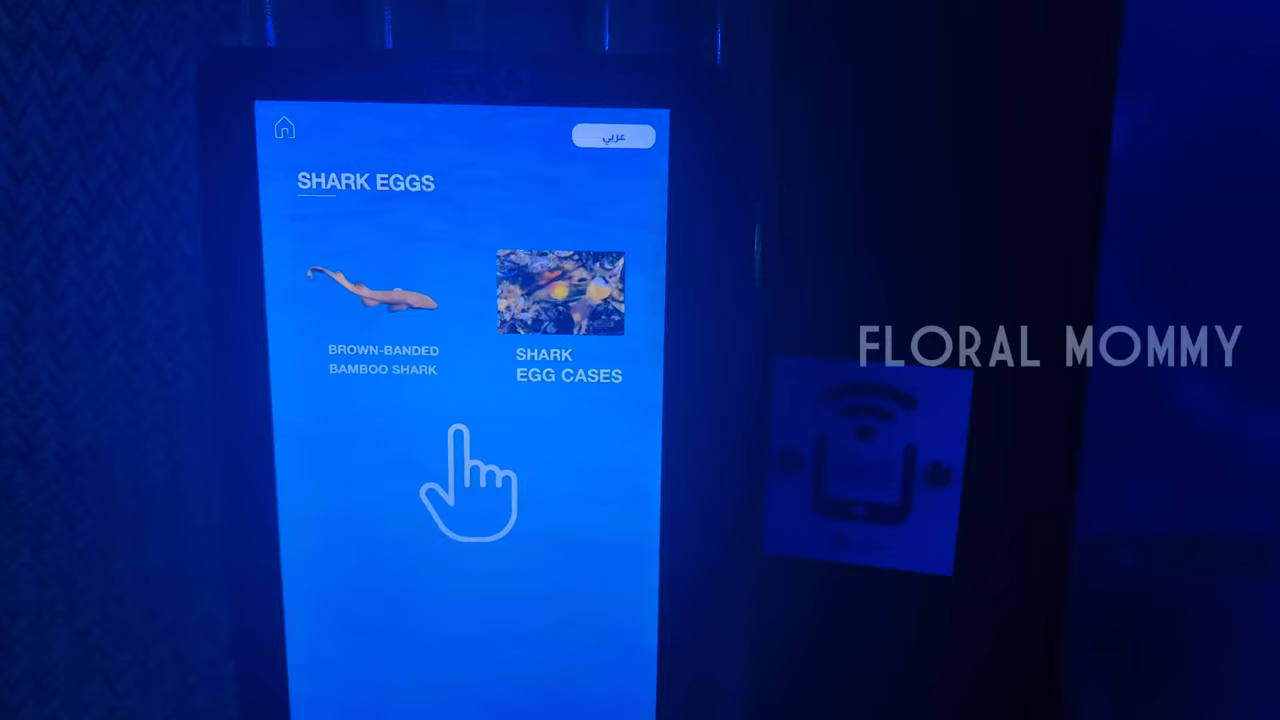 عربي
SHARK EGGS
BROWN-BANDED
BAMBOO SHARK
SHARK
EGG CASES
FLORAL MOMMY